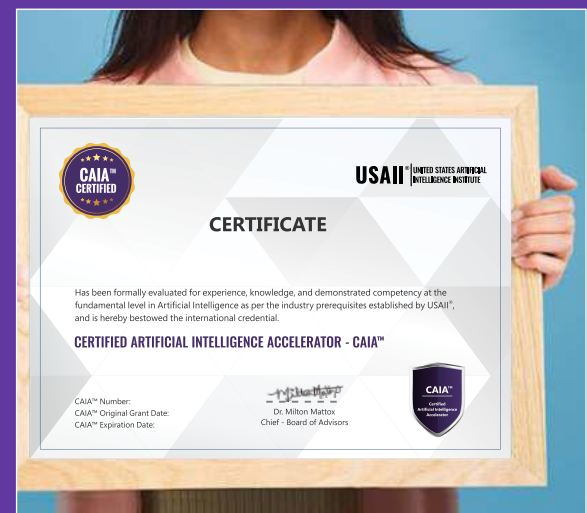 CAIA™
CERTIFIED
USAII® UNITED STATES ARTIFICIAL
INTELLIGENCE INSTITUTE
CERTIFICATE
Has been formally evaluated for experience, knowledge, and demonstrated competency at the
fundamental level in Artificial Intelligence as per the industry prerequisites established by USAII®,
and is hereby bestowed the international credential.
CERTIFIED ARTIFICIAL INTELLIGENCE ACCELERATOR - CAIA™
CAIA™ Number:
CAIA™ Original Grant Date:
CAIA™ Expiration Date:
Dr. Milton Mattox
Chief - Board of Advisors
CAIA™
Certified
Artificial Intelligence
Accelerator